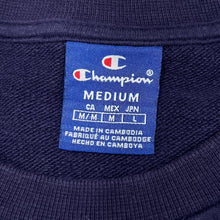 Champion
MEDIUM
CA MEX JPN
M/M M L
MADE IN CAMBODIA
FABRIQUÉ AU CAMBODGE
HECHO EN CAMBOYA